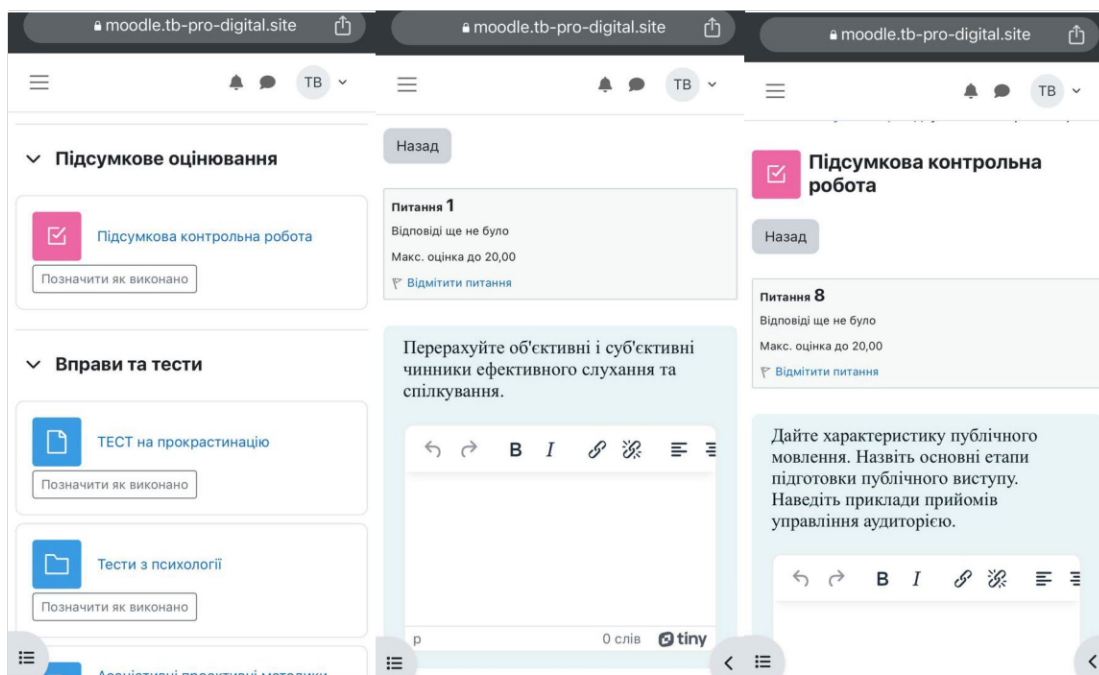 moodle.tb-pro-digital.site
ТВ
Підсумкове оцінювання
Підсумкова контрольна робота
Позначити як виконано
Вправи та тести
ТЕСТ на прокрастинацію
Позначити як виконано
Тести з психології
Позначити як виконано
moodle.tb-pro-digital.site
ТВ
Назад
Питання 1
Відповіді ще не було
Макс. оцінка до 20,00
Відмітити питання
Перерахуйте об'єктивні і суб'єктивні
чинники ефективного слухання та
спілкування.
B I
p 0 слів tiny
moodle.tb-pro-digital.site
ТВ
Підсумкова контрольна
робота
Назад
Питання 8
Відповіді ще не було
Макс. оцінка до 20,00
Відмітити питання
Дайте характеристику публічного
мовлення. Назвіть основні етапи
підготовки публічного виступу.
Наведіть приклади прийомів
управління аудиторією.
B I